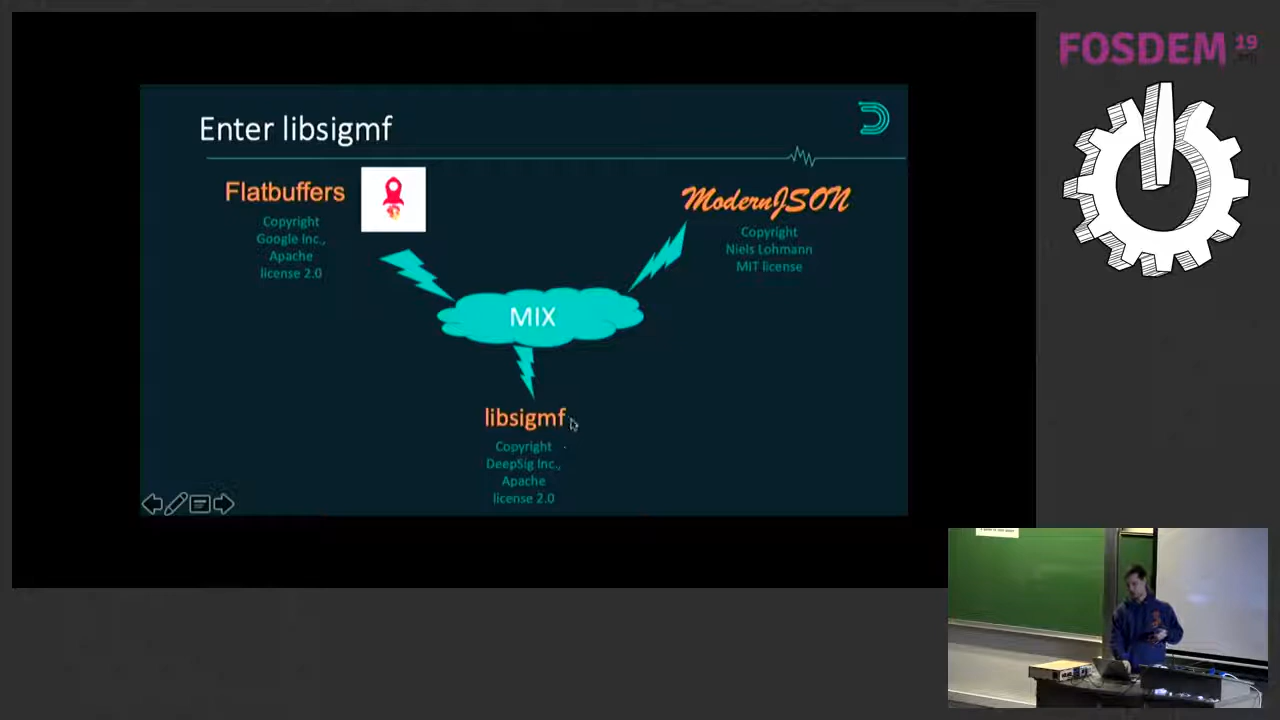 FOSDEM 19
Enter libsigmf
Flatbuffers
Copyright
Google Inc.,
Apache
license 2.0
ModernJSON
Copyright
Niels Lohmann
MIT license
MIX
libsigmf
Copyright
DeepSig Inc.,
Apache
license 2.0